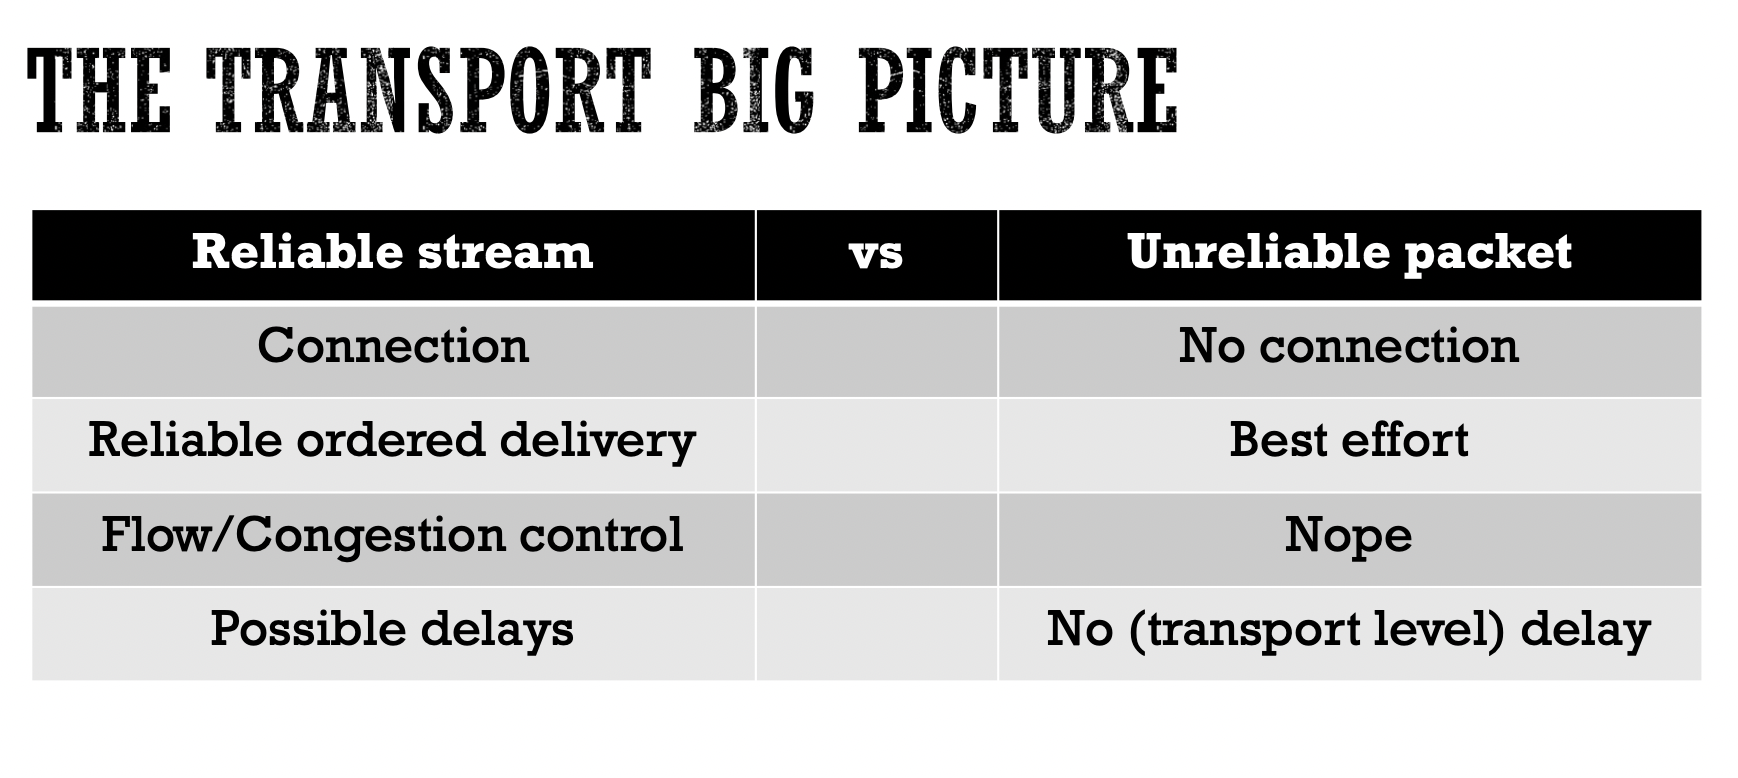 THE TRANSPORT BIG PICTURE
Reliable stream vs Unreliable packet
Connection No connection
Reliable ordered delivery Best effort
Flow/Congestion control Nope
Possible delays No (transport level) delay